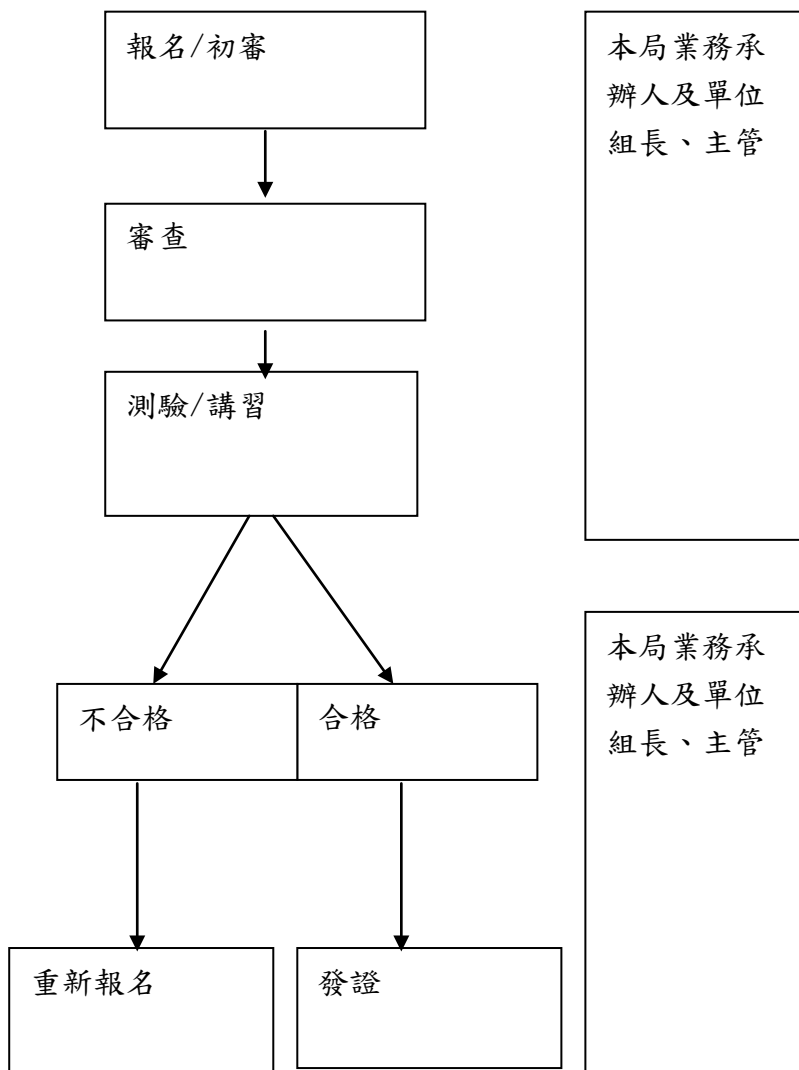 報名/初審
本局業務承
辦人及單位
組長、主管
審查
測驗/講習
不合格
合格
本局業務承
辦人及單位
組長、主管
重新報名
發證